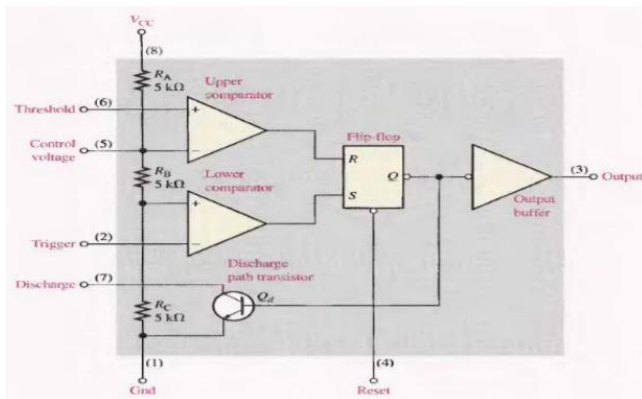 VCC
(8)
RA
5 kΩ
Upper
comparator
Threshold (6)
+
Control
voltage
(5)
−
Flip-flop
RB
5 kΩ
R
Q
S
(3)
Output
Output
buffer
Lower
comparator
+
Trigger (2)
−
Discharge (7)
Discharge
path transistor
Qd
RC
5 kΩ
(1)
(4)
Gnd
Reset